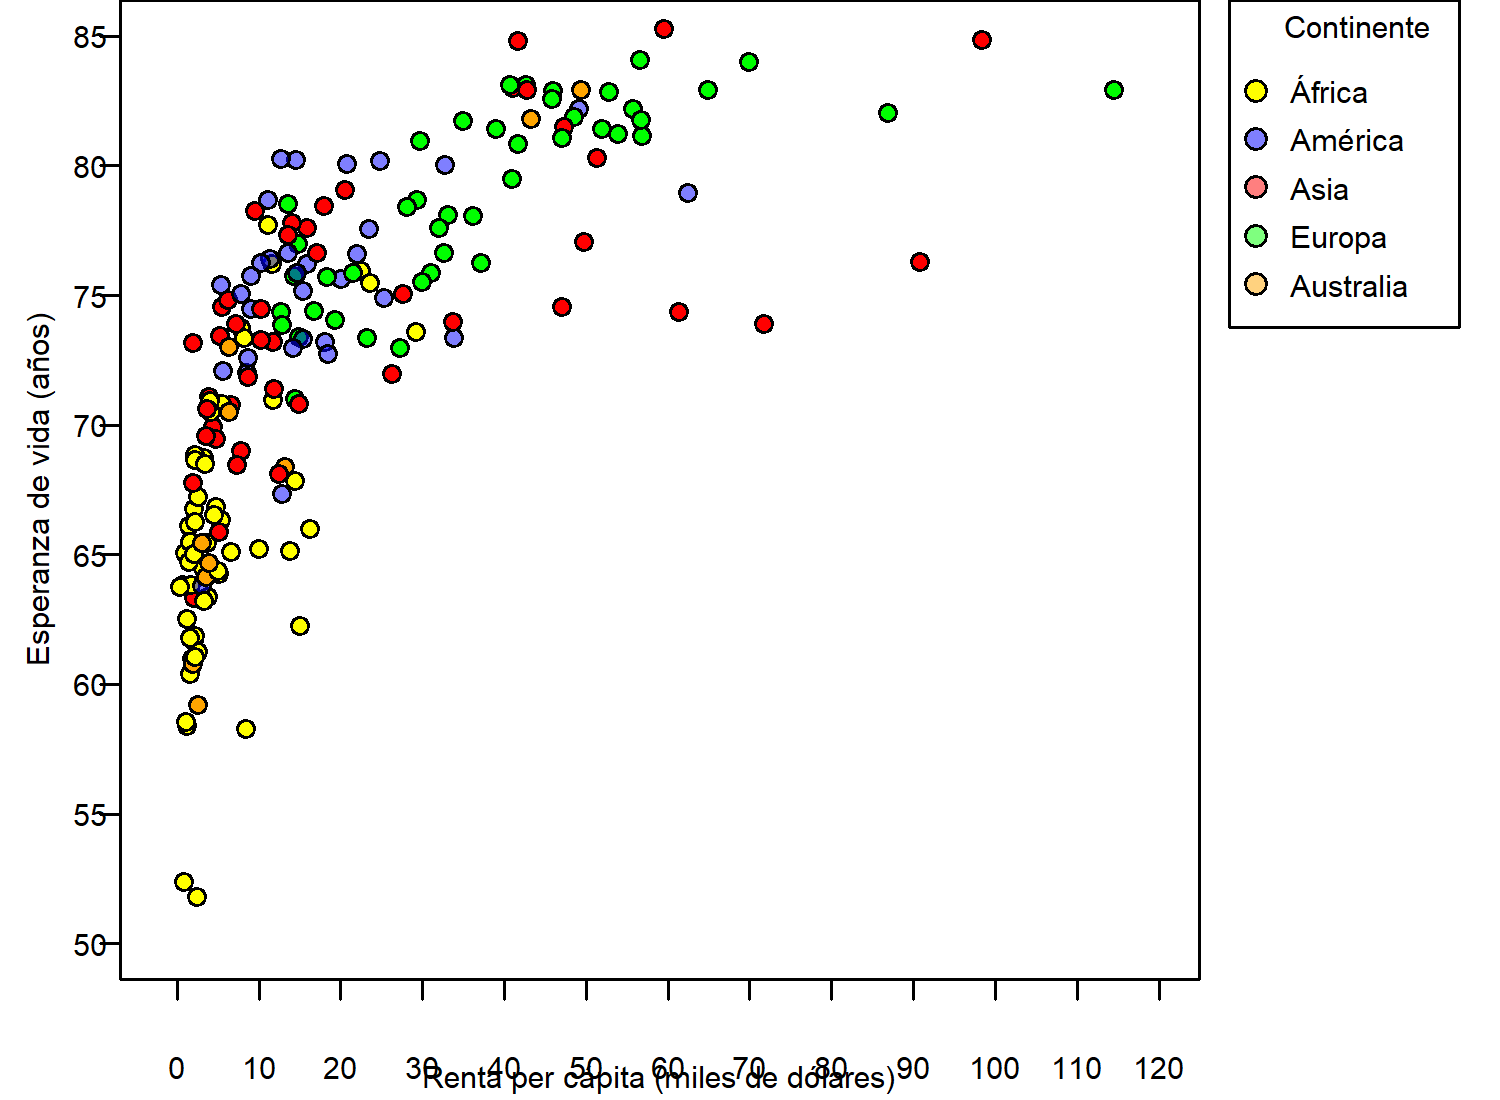 Continente
África
América
Asia
Europa
Australia
Esperanza de vida (años)
85
80
75
70
65
60
55
50
0 10 20 30 40 50 60 70 80 90 100 110 120
Renta per capita (miles de dólares)